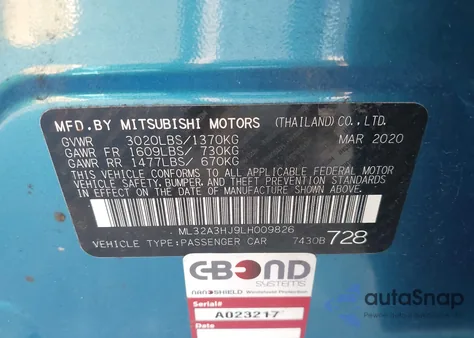 MFD.BY MITSUBISHI MOTORS (THAILAND) CO., LTD.
GVWR 3020LBS/1370KG MAR 2020
GAWR FR 1609LBS/ 730KG
GAWR RR 1477LBS/ 670KG
THIS VEHICLE CONFORMS TO ALL APPLICABLE FEDERAL MOTOR
VEHICLE SAFETY, BUMPER, AND THEFT PREVENTION STANDARDS
IN EFFECT ON THE DATE OF MANUFACTURE SHOWN ABOVE.
ML32A3HJ9LH009826
VEHICLE TYPE:PASSENGER CAR 7430B 728
C-BOND
SYSTEMS
NANOSHIELD Windshield Protection
Serial#
A023217
Date
autoSnap